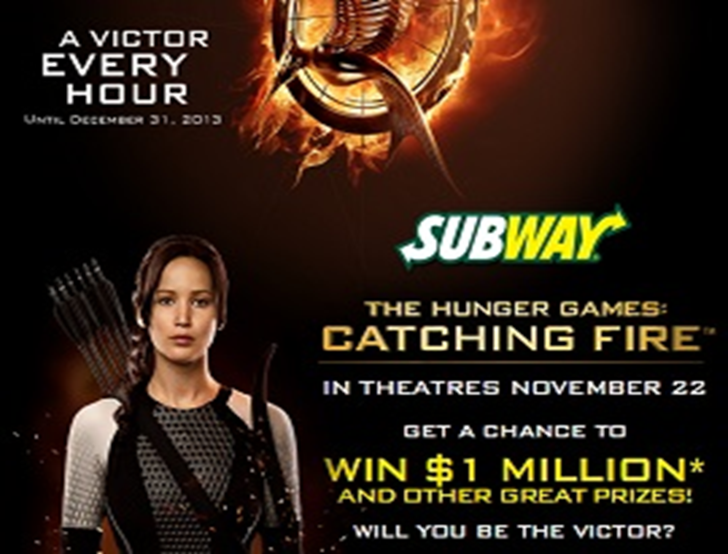 A VICTOR
EVERY
HOUR
UNTIL DECEMBER 31, 2013
SUBWAY
THE HUNGER GAMES:
CATCHING FIRE™
IN THEATRES NOVEMBER 22
GET A CHANCE TO
WIN $1 MILLION*
AND OTHER GREAT PRIZES!
WILL YOU BE THE VICTOR?